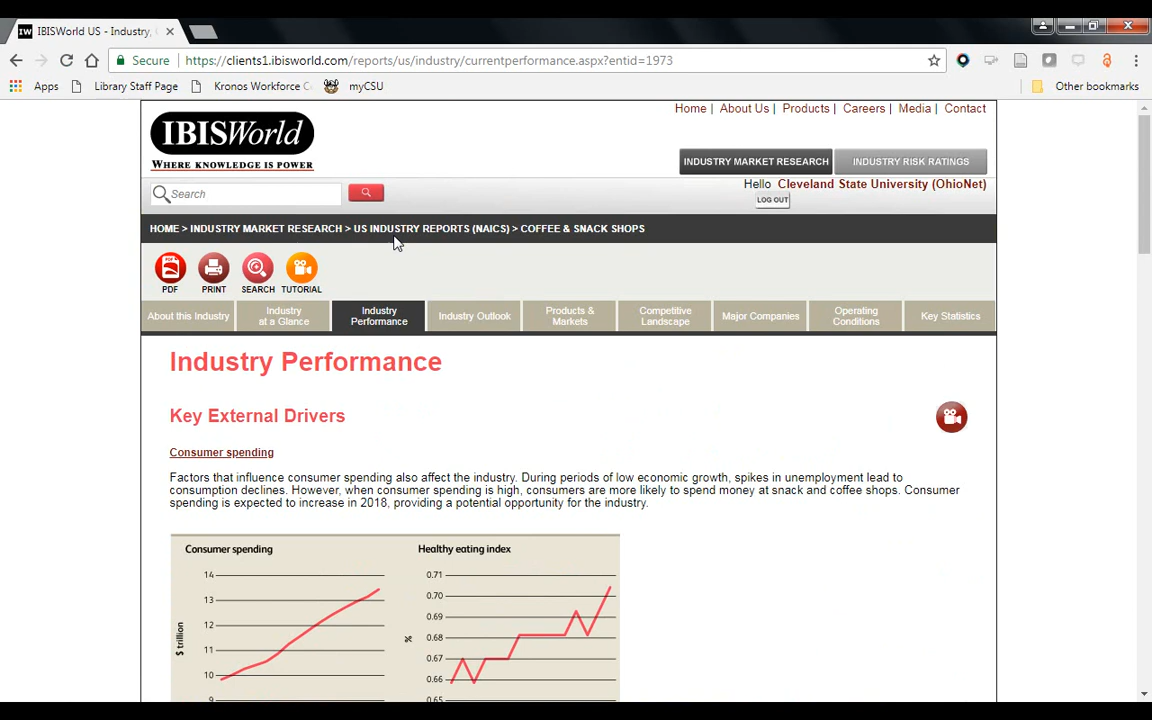 IW IBISWorld US - Industry,
Secure https://clients1.ibisworld.com/reports/us/industry/currentperformance.aspx?entid=1973
Apps Library Staff Page Kronos Workforce C myCSU Other bookmarks
Home | About Us | Products | Careers | Media | Contact
IBISWorld
WHERE KNOWLEDGE IS POWER
INDUSTRY MARKET RESEARCH INDUSTRY RISK RATINGS
Hello Cleveland State University (OhioNet)
Search
LOG OUT
HOME > INDUSTRY MARKET RESEARCH > US INDUSTRY REPORTS (NAICS) > COFFEE & SNACK SHOPS
PDF PRINT SEARCH TUTORIAL
About this Industry Industry at a Glance Industry Performance Industry Outlook Products & Markets Competitive Landscape Major Companies Operating Conditions Key Statistics
Industry Performance
Key External Drivers
Consumer spending
Factors that influence consumer spending also affect the industry. During periods of low economic growth, spikes in unemployment lead to
consumption declines. However, when consumer spending is high, consumers are more likely to spend money at snack and coffee shops. Consumer
spending is expected to increase in 2018, providing a potential opportunity for the industry.
Consumer spending Healthy eating index
14 0.71
13 0.70
12 0.69
$ trillion
% 0.68
11 0.67
10 0.66
9 0.65